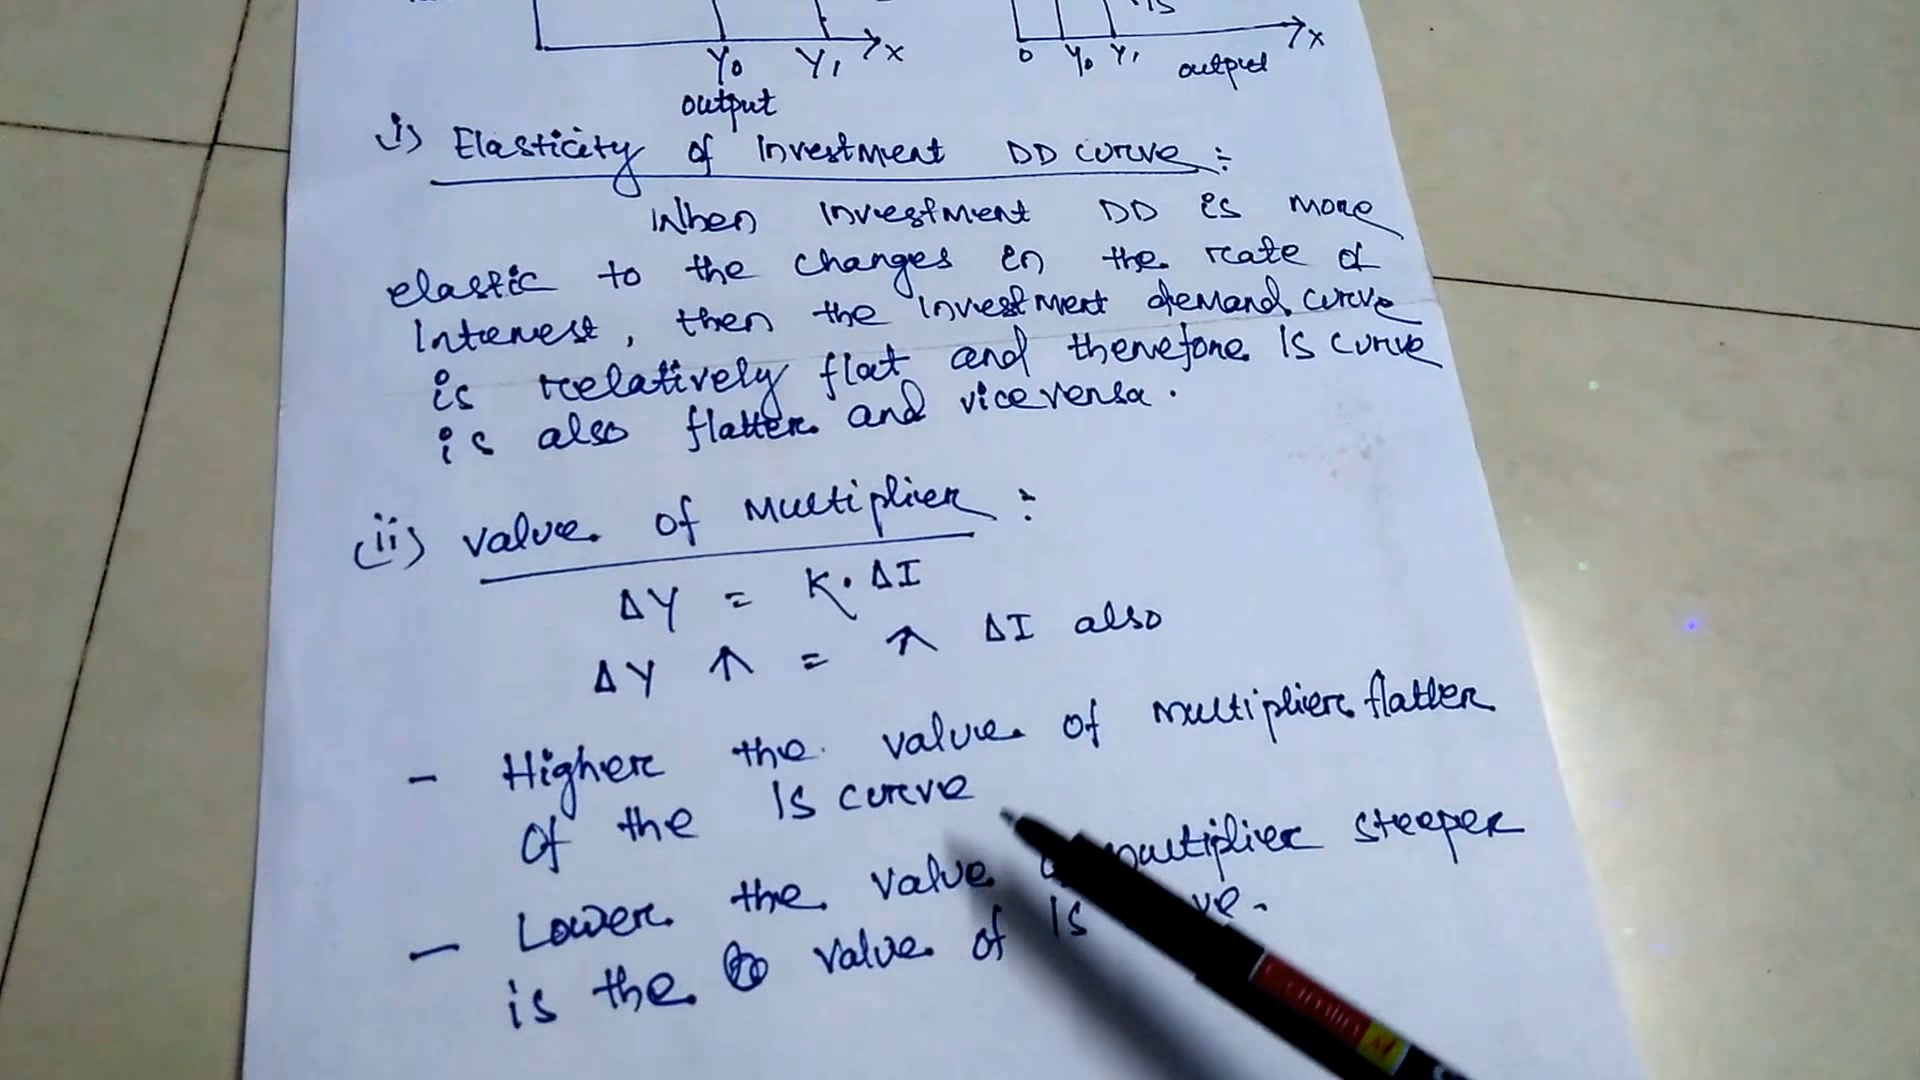 Y0 Y1 X
output
IS
0 Y0 Y1 X
output
i) Elasticity of Investment DD curve :-
When Investment DD is more
elastic to the changes in the rate of
Interest, then the Investment demand curve
is relatively flat and therefore IS curve
is also flatter and vice versa.
(ii) value of Multiplier :
ΔY = K. ΔI
ΔY ↑ = ↑ ΔI also
- Higher the value of multiplier flatter
of the IS curve
- Lower the value multiplier steeper
is the value of IS